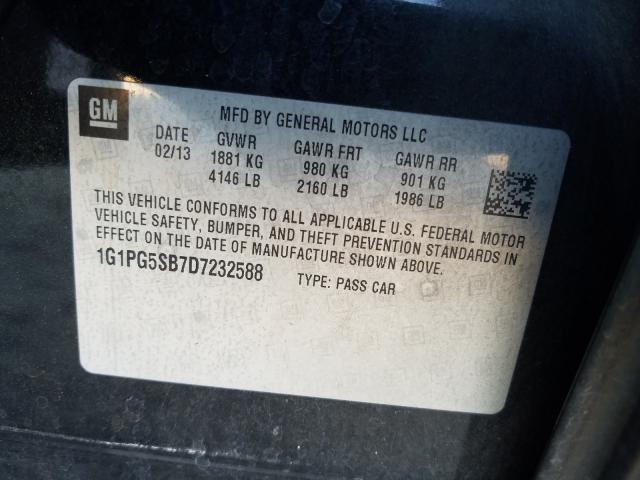 GM
MFD BY GENERAL MOTORS LLC
DATE GVWR GAWR FRT GAWR RR
02/13 1881 KG 980 KG 901 KG
4146 LB 2160 LB 1986 LB
THIS VEHICLE CONFORMS TO ALL APPLICABLE U.S. FEDERAL MOTOR
VEHICLE SAFETY, BUMPER, AND THEFT PREVENTION STANDARDS IN
EFFECT ON THE DATE OF MANUFACTURE SHOWN ABOVE.
1G1PG5SB7D7232588 TYPE: PASS CAR